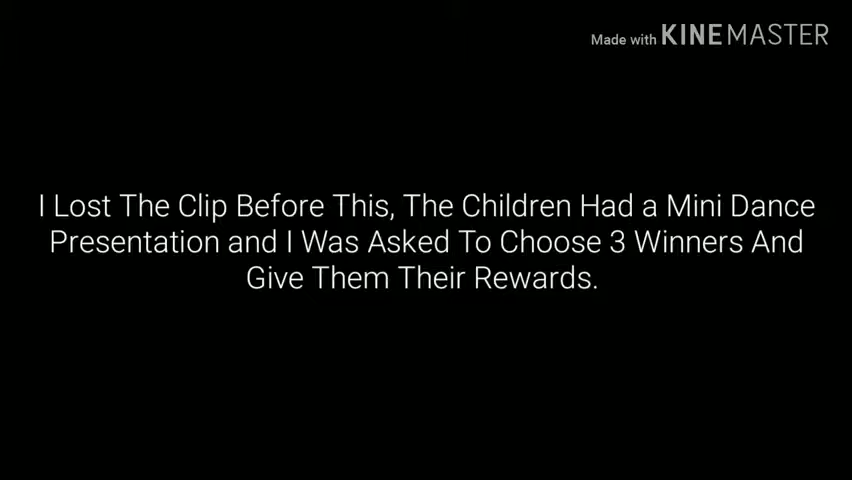 Made with KINEMASTER
I Lost The Clip Before This, The Children Had a Mini Dance
Presentation and I Was Asked To Choose 3 Winners And
Give Them Their Rewards.